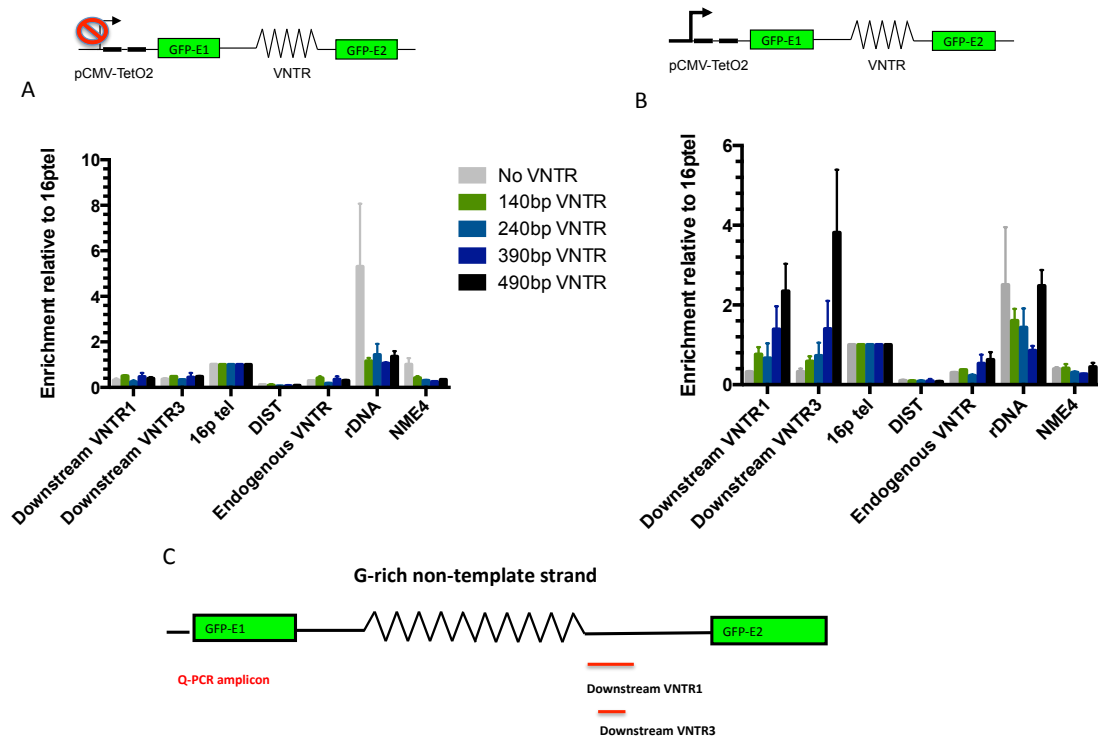 GFP-E1
GFP-E2
pCMV-TetO2
VNTR
GFP-E1
GFP-E2
pCMV-TetO2
VNTR
A
Enrichment relative to 16ptel
10
8
6
4
2
0
Downstream VNTR1
Downstream VNTR3
16p tel
DIST
Endogenous VNTR
rDNA
NME4
No VNTR
140bp VNTR
240bp VNTR
390bp VNTR
490bp VNTR
B
Enrichment relative to 16ptel
6
4
2
0
Downstream VNTR1
Downstream VNTR3
16p tel
DIST
Endogenous VNTR
rDNA
NME4
C
G-rich non-template strand
GFP-E1
GFP-E2
Q-PCR amplicon
Downstream VNTR1
Downstream VNTR3